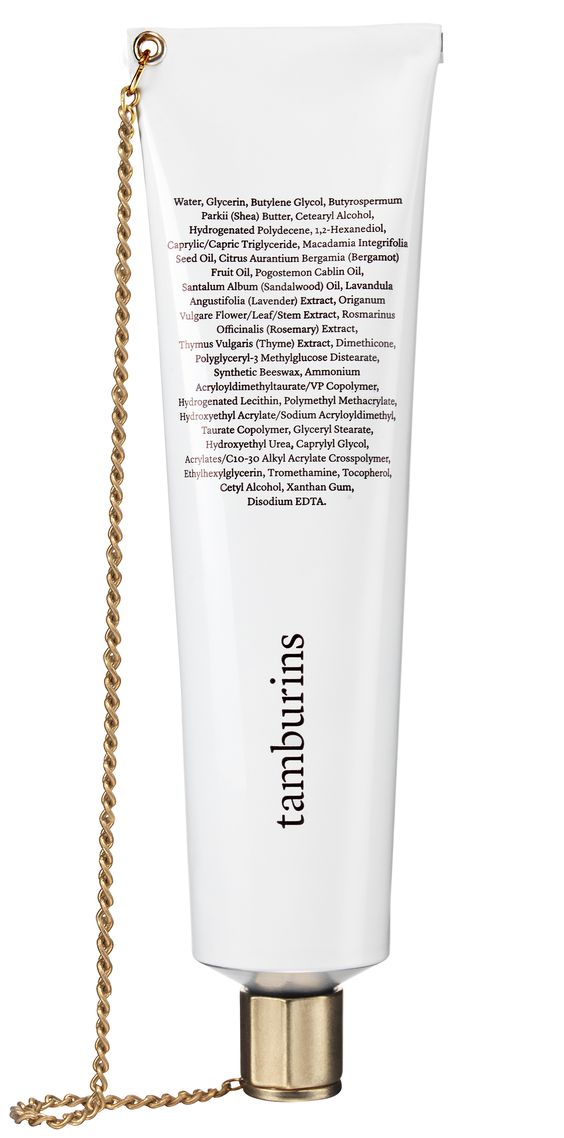 Water, Glycerin, Butylene Glycol, Butyrospermum
Parkii (Shea) Butter, Cetearyl Alcohol,
Hydrogenated Polydecene, 1,2-Hexanediol,
Caprylic/Capric Triglyceride, Macadamia Integrifolia
Seed Oil, Citrus Aurantium Bergamia (Bergamot)
Fruit Oil, Pogostemon Cablin Oil,
Santalum Album (Sandalwood) Oil, Lavandula
Angustifolia (Lavender) Extract, Origanum
Vulgare Flower/Leaf/Stem Extract, Rosmarinus
Officinalis (Rosemary) Extract,
Thymus Vulgaris (Thyme) Extract, Dimethicone,
Polyglyceryl-3 Methylglucose Distearate,
Synthetic Beeswax, Ammonium
Acryloyldimethyltaurate/VP Copolymer,
Hydrogenated Lecithin, Polymethyl Methacrylate,
Hydroxyethyl Acrylate/Sodium Acryloyldimethyl,
Taurate Copolymer, Glyceryl Stearate,
Hydroxyethyl Urea, Caprylyl Glycol,
Acrylates/C10-30 Alkyl Acrylate Crosspolymer,
Ethylhexylglycerin, Tromethamine, Tocopherol,
Cetyl Alcohol, Xanthan Gum,
Disodium EDTA.
tamburins